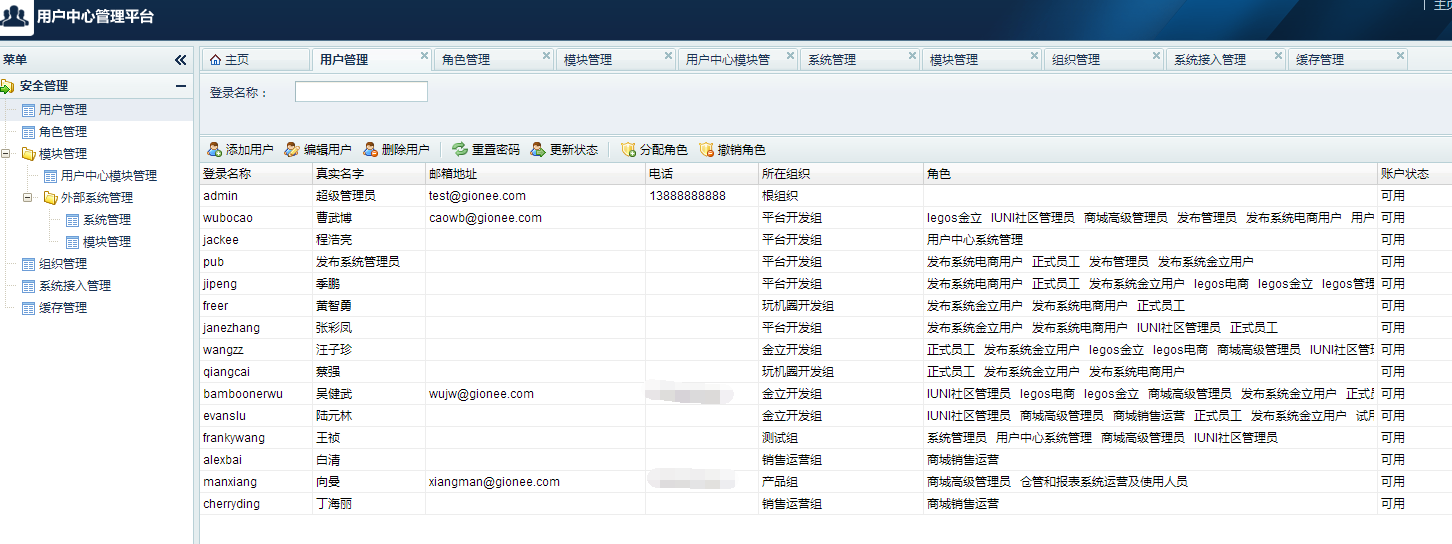 主页
用户中心管理平台
菜单
安全管理
用户管理
角色管理
模块管理
用户中心模块管理
外部系统管理
系统管理
模块管理
组织管理
系统接入管理
缓存管理
主页 用户管理 角色管理 模块管理 用户中心模块管 系统管理 模块管理 组织管理 系统接入管理 缓存管理
登录名称：
添加用户 编辑用户 删除用户 重置密码 更新状态 分配角色 撤销角色
登录名称 真实名字 邮箱地址 电话 所在组织 角色 账户状态
admin 超级管理员 test@gionee.com 13888888888 根组织 可用
wubocao 曹武博 caowb@gionee.com 平台开发组 legos金立 IUNI社区管理员 商城高级管理员 发布管理员 发布系统电商用户 用户 可用
jackee 程浩亮 平台开发组 用户中心系统管理 可用
pub 发布系统管理员 平台开发组 发布系统电商用户 正式员工 发布管理员 发布系统金立用户 可用
jipeng 季鹏 平台开发组 发布系统电商用户 正式员工 发布系统金立用户 legos电商 legos金立 legos管理 可用
freer 黄智勇 玩机圈开发组 发布系统金立用户 发布系统电商用户 正式员工 可用
janezhang 张彩凤 平台开发组 发布系统金立用户 发布系统电商用户 IUNI社区管理员 正式员工 可用
wangzz 汪子珍 金立开发组 正式员工 发布系统金立用户 legos金立 legos电商 商城高级管理员 IUNI社区管 可用
qiangcai 蔡强 玩机圈开发组 正式员工 发布系统金立用户 发布系统电商用户 可用
bamboonerwu 吴健武 wujw@gionee.com 金立开发组 IUNI社区管理员 legos电商 legos金立 商城高级管理员 发布系统金立用户 正式员 可用
evanslu 陆元林 金立开发组 IUNI社区管理员 商城高级管理员 商城销售运营 正式员工 发布系统金立用户 试用 可用
frankywang 王祯 测试组 系统管理员 用户中心系统管理 商城高级管理员 IUNI社区管理员 可用
alexbai 白清 销售运营组 商城销售运营 可用
manxiang 向曼 xiangman@gionee.com 产品组 商城高级管理员 仓管和报表系统运营及使用人员 可用
cherryding 丁海丽 销售运营组 商城销售运营 可用